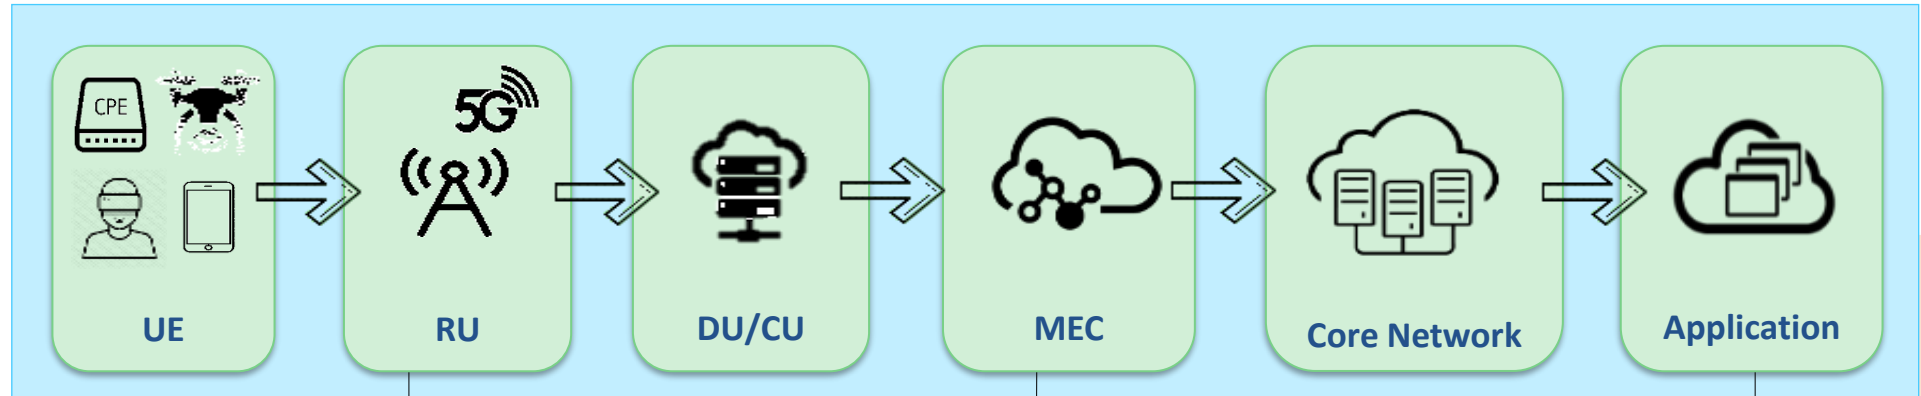 CPE
5G
UE
RU
DU/CU
MEC
Core Network
Application